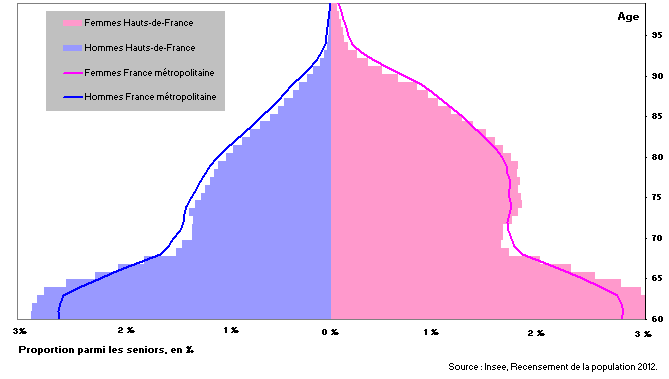 Femmes Hauts-de-France
Hommes Hauts-de-France
Femmes France métropolitaine
Hommes France métropolitaine
Age
95
90
85
80
75
70
65
60
3% 2 % 1 % 0 % 1 % 2 % 3 %
Proportion parmi les seniors, en ‰
Source : Insee, Recensement de la population 2012.